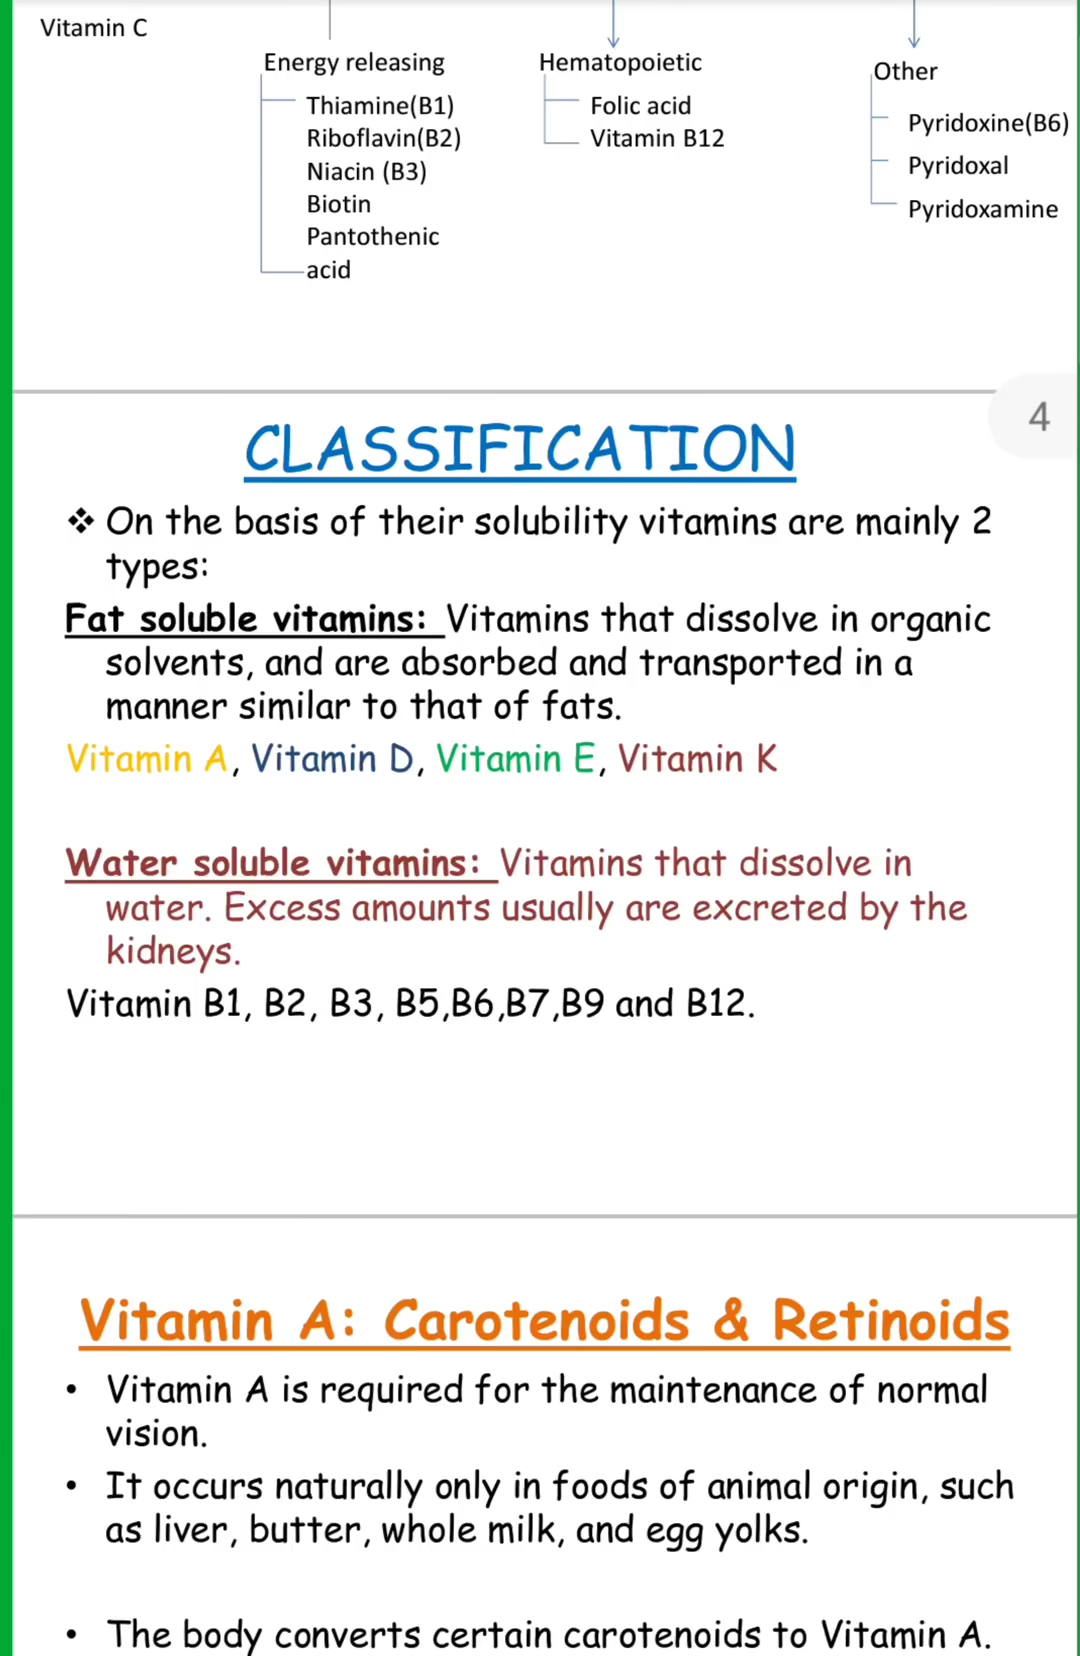 Vitamin C
Energy releasing
Thiamine(B1)
Riboflavin(B2)
Niacin (B3)
Biotin
Pantothenic
acid
Hematopoietic
Folic acid
Vitamin B12
Other
Pyridoxine(B6)
Pyridoxal
Pyridoxamine
4
CLASSIFICATION
❖ On the basis of their solubility vitamins are mainly 2
types:
Fat soluble vitamins: Vitamins that dissolve in organic
solvents, and are absorbed and transported in a
manner similar to that of fats.
Vitamin A, Vitamin D, Vitamin E, Vitamin K
Water soluble vitamins: Vitamins that dissolve in
water. Excess amounts usually are excreted by the
kidneys.
Vitamin B1, B2, B3, B5,B6,B7,B9 and B12.
Vitamin A: Carotenoids & Retinoids
• Vitamin A is required for the maintenance of normal
vision.
• It occurs naturally only in foods of animal origin, such
as liver, butter, whole milk, and egg yolks.
• The body converts certain carotenoids to Vitamin A.